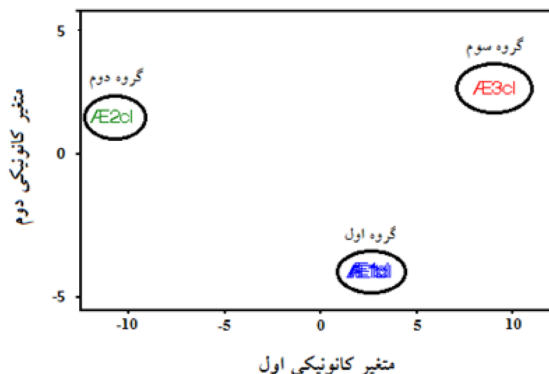 5
گروه سوم
گروه دوم
Æ3cl
Æ2cl
متغیر کانونیکی دوم
0
گروه اول
-5
-10 -5 0 5 10
متغیر کانونیکی اول